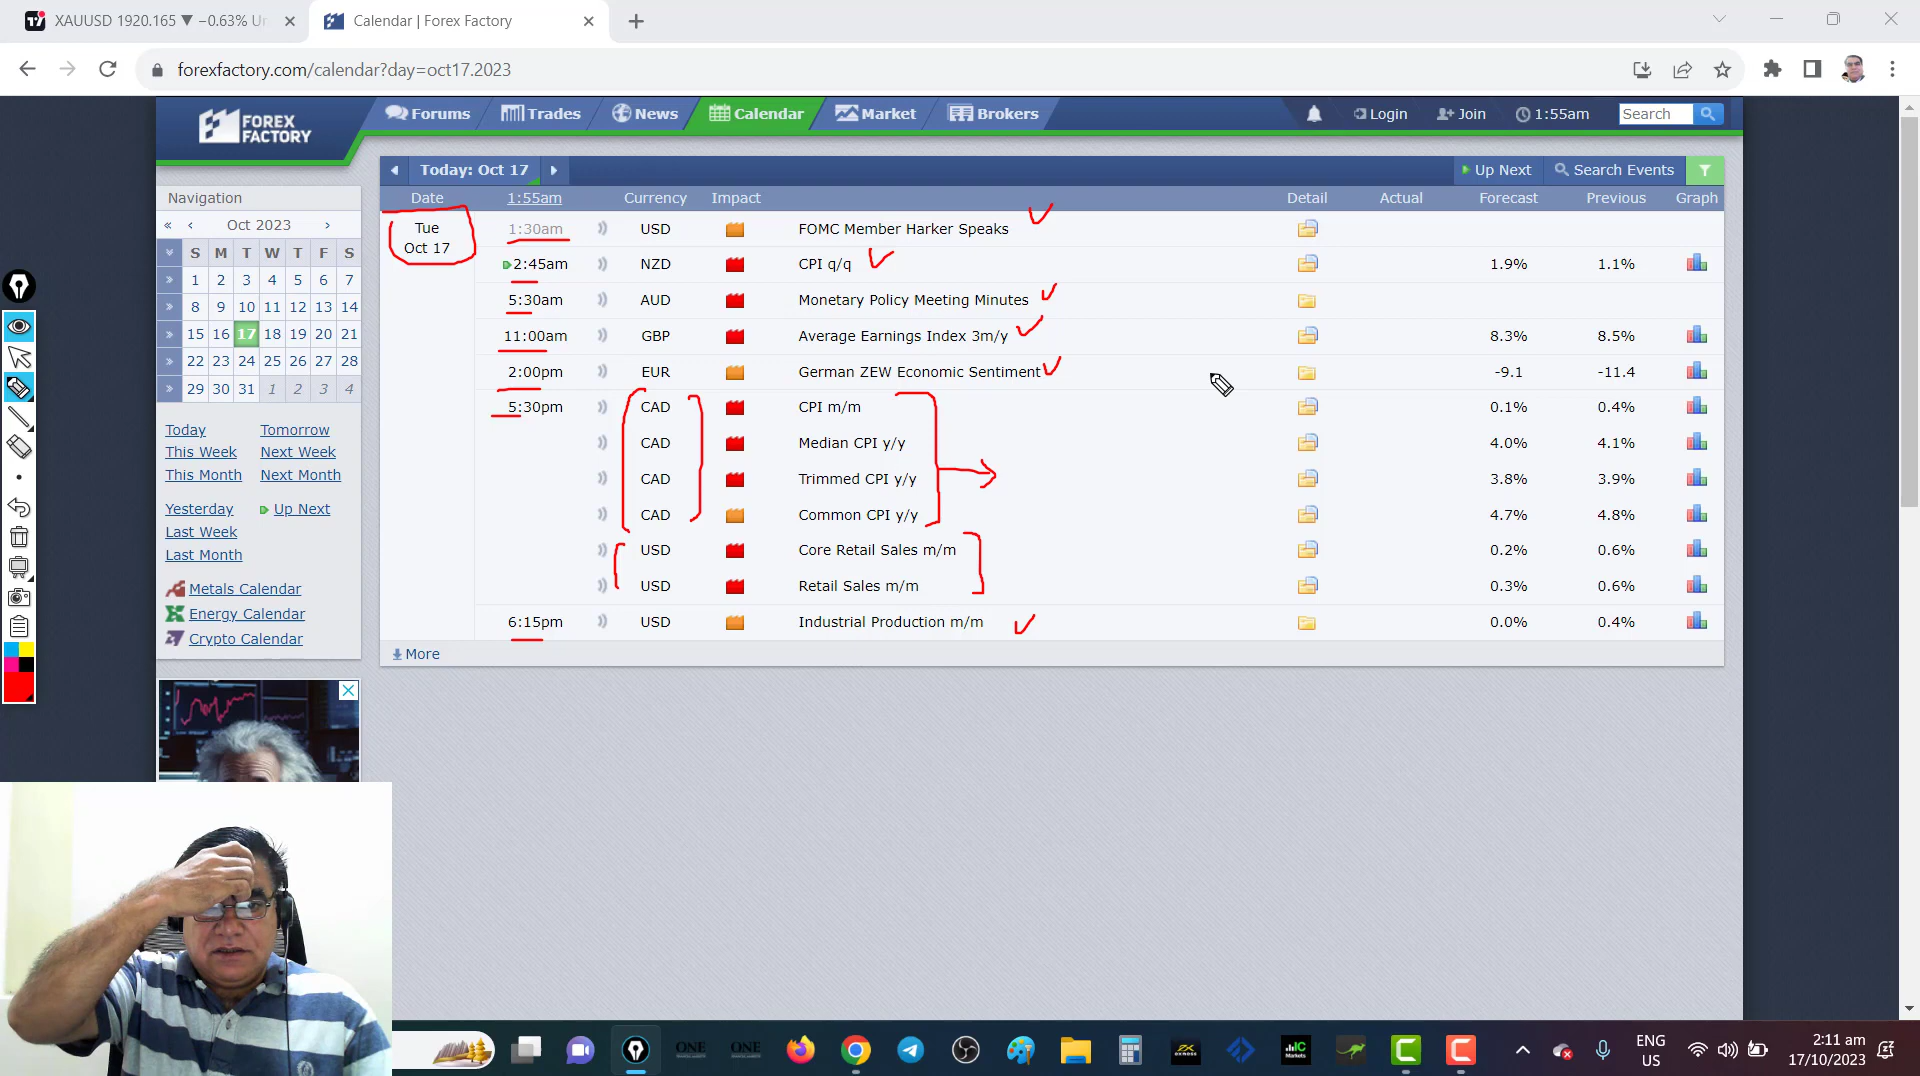 XAUUSD 1920.165 ▼ −0.63% Un
Calendar | Forex Factory
forexfactory.com/calendar?day=oct17.2023
FOREX
FACTORY
Forums
Trades
News
Calendar
Market
Brokers
Login
Join
1:55am
Search
Today: Oct 17
Up Next
Search Events
Date 1:55am Currency Impact Detail Actual Forecast Previous Graph
Tue
Oct 17
1:30am USD FOMC Member Harker Speaks
2:45am NZD CPI q/q 1.9% 1.1%
5:30am AUD Monetary Policy Meeting Minutes
11:00am GBP Average Earnings Index 3m/y 8.3% 8.5%
2:00pm EUR German ZEW Economic Sentiment -9.1 -11.4
5:30pm CAD CPI m/m 0.1% 0.4%
CAD Median CPI y/y 4.0% 4.1%
CAD Trimmed CPI y/y 3.8% 3.9%
CAD Common CPI y/y 4.7% 4.8%
USD Core Retail Sales m/m 0.2% 0.6%
USD Retail Sales m/m 0.3% 0.6%
6:15pm USD Industrial Production m/m 0.0% 0.4%
More
Navigation
« ‹ Oct 2023 ›
S M T W T F S
1 2 3 4 5 6 7
8 9 10 11 12 13 14
15 16 17 18 19 20 21
22 23 24 25 26 27 28
29 30 31 1 2 3 4
Today Tomorrow
This Week Next Week
This Month Next Month
Yesterday Up Next
Last Week
Last Month
Metals Calendar
Energy Calendar
Crypto Calendar
ONE
ONE
exness
IC
Markets
ENG
US
2:11 am
17/10/2023